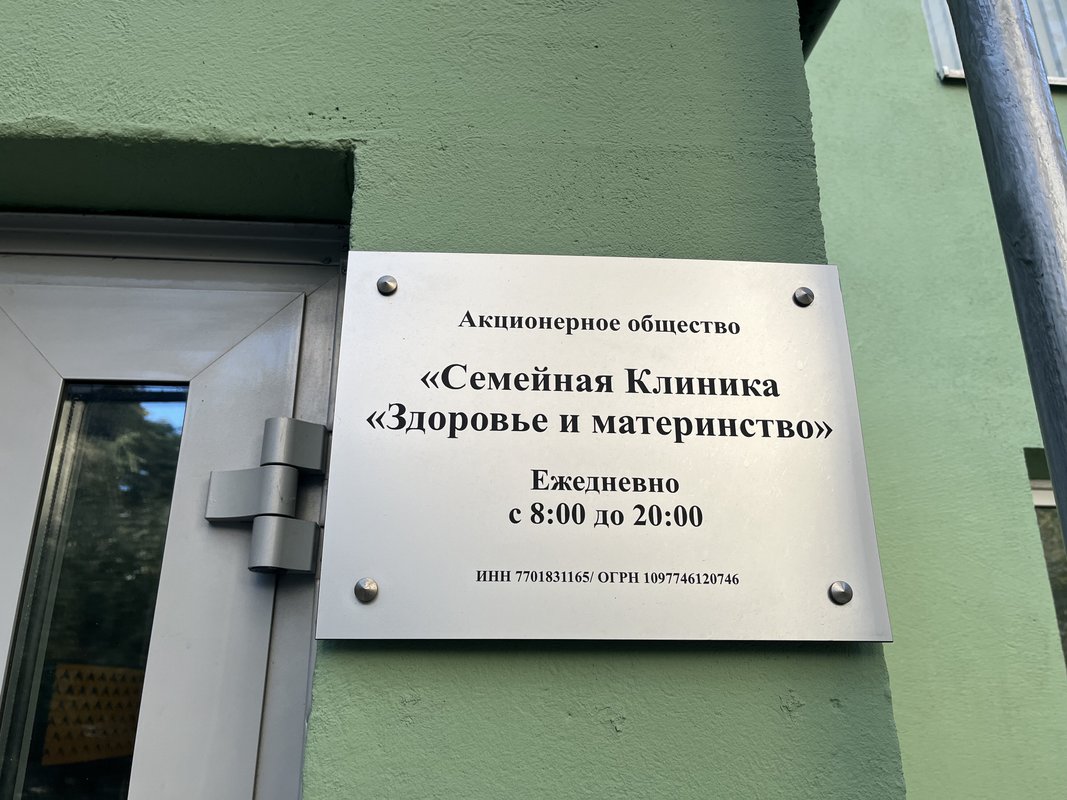 Акционерное общество
«Семейная Клиника
«Здоровье и материнство»
Ежедневно
с 8:00 до 20:00
ИНН 7701831165/ ОГРН 1097746120746